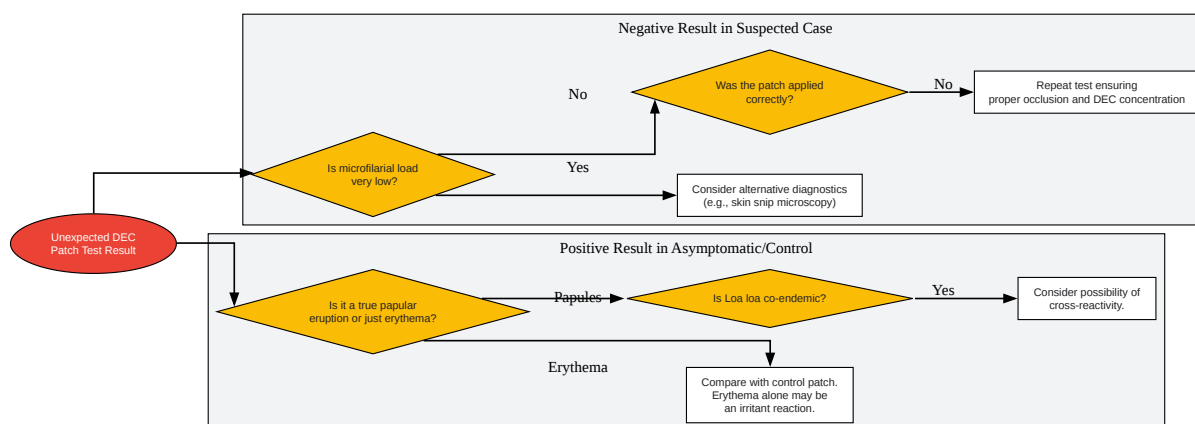 Negative Result in Suspected Case
Was the patch applied
correctly?
No
Repeat test ensuring
proper occlusion and DEC concentration
No
Is microfilarial load
very low?
Yes
Consider alternative diagnostics
(e.g., skin snip microscopy)
Unexpected DEC
Patch Test Result
Positive Result in Asymptomatic/Control
Is it a true papular
eruption or just erythema?
Papules
Is Loa loa co-endemic?
Yes
Consider possibility of
cross-reactivity.
Erythema
Compare with control patch.
Erythema alone may be
an irritant reaction.